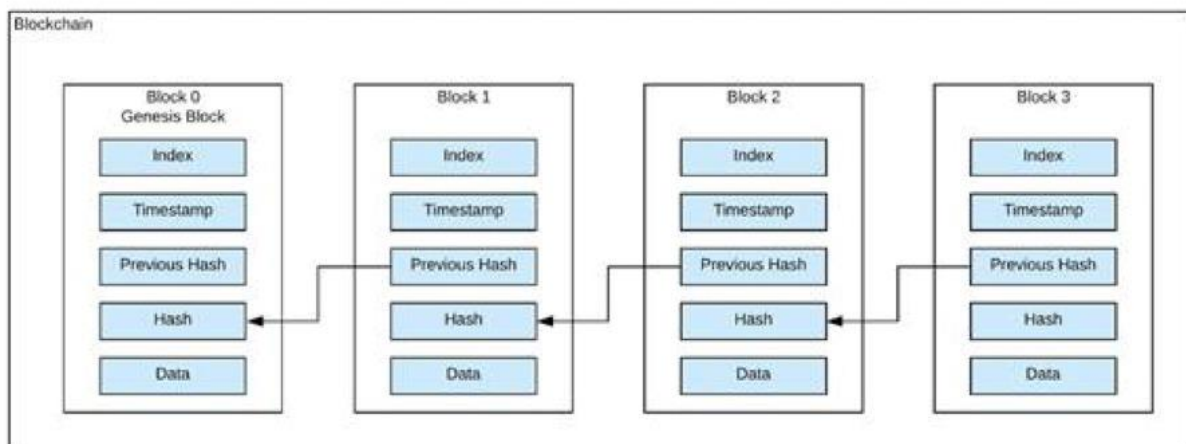 Blockchain
Block 0
Genesis Block
Index
Timestamp
Previous Hash
Hash
Data
Block 1
Index
Timestamp
Previous Hash
Hash
Data
Block 2
Index
Timestamp
Previous Hash
Hash
Data
Block 3
Index
Timestamp
Previous Hash
Hash
Data